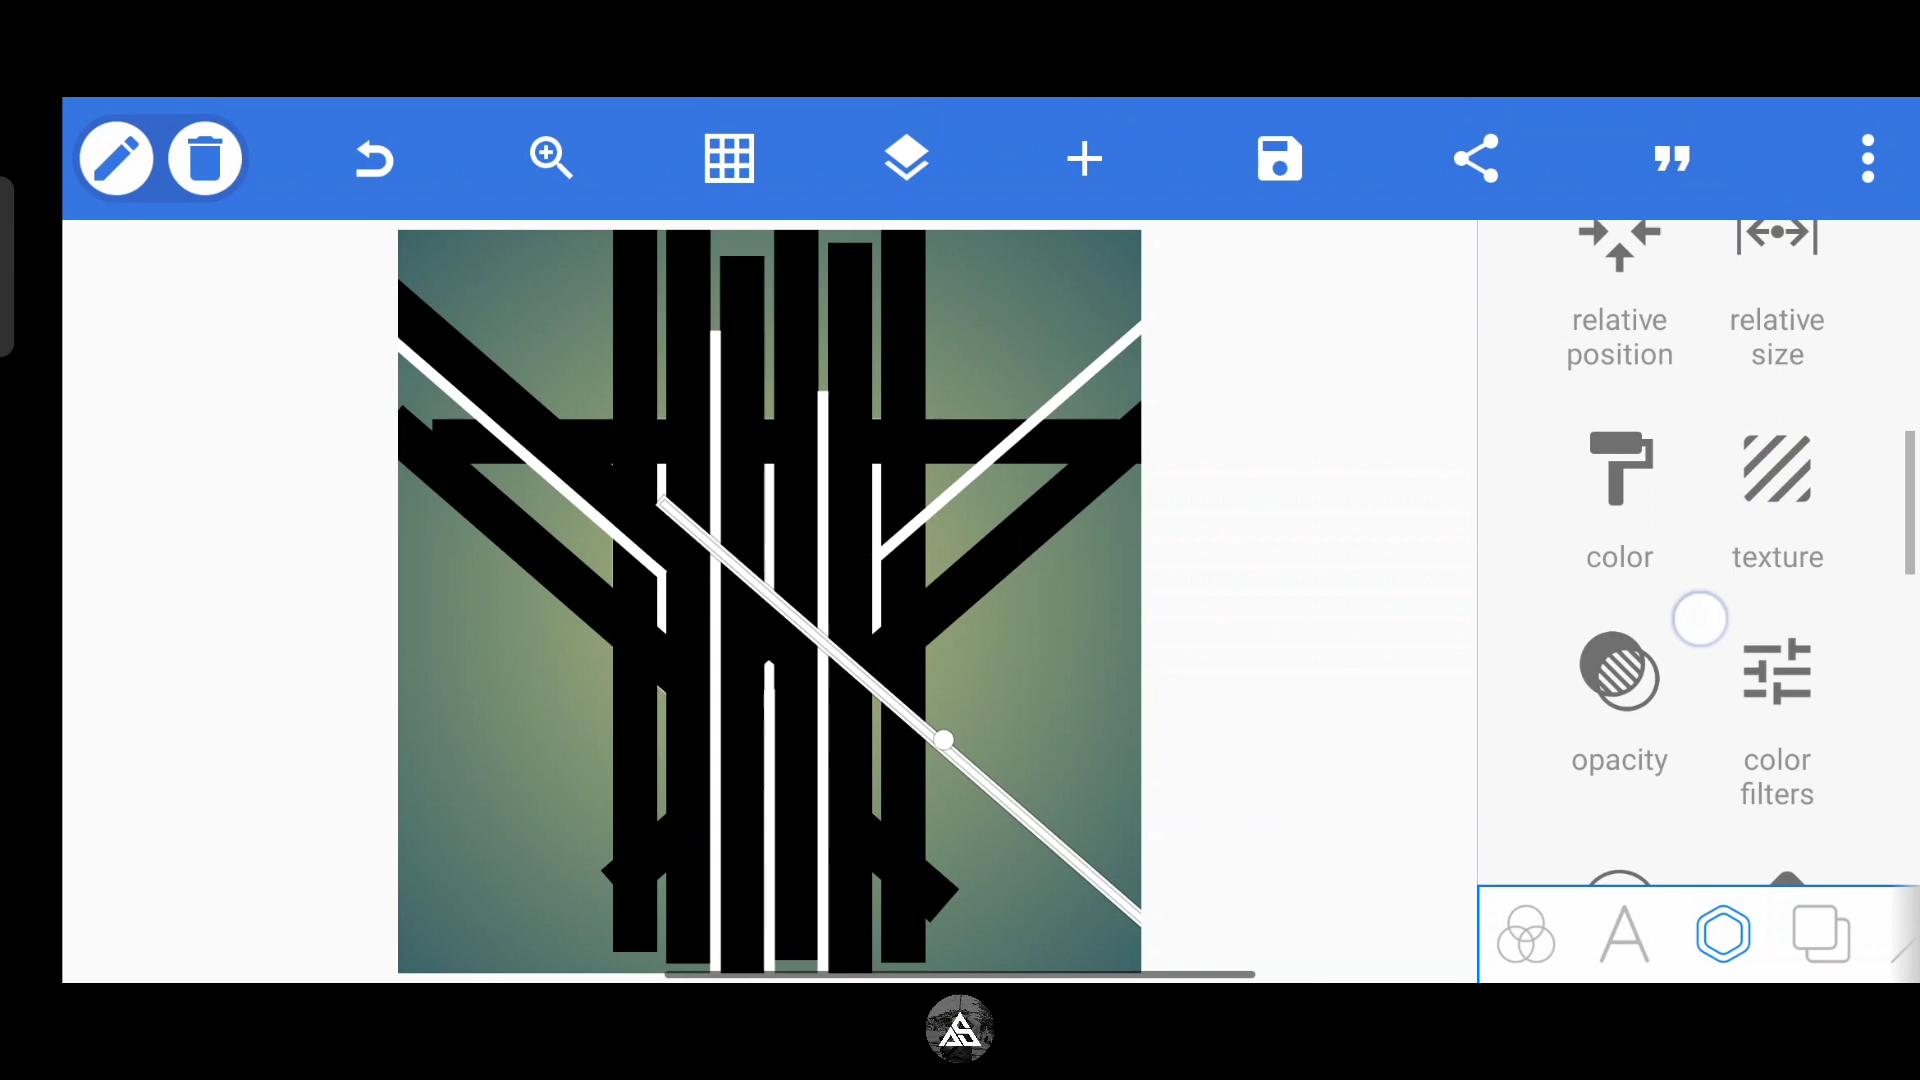 relative
position
relative
size
color
texture
opacity
color
filters